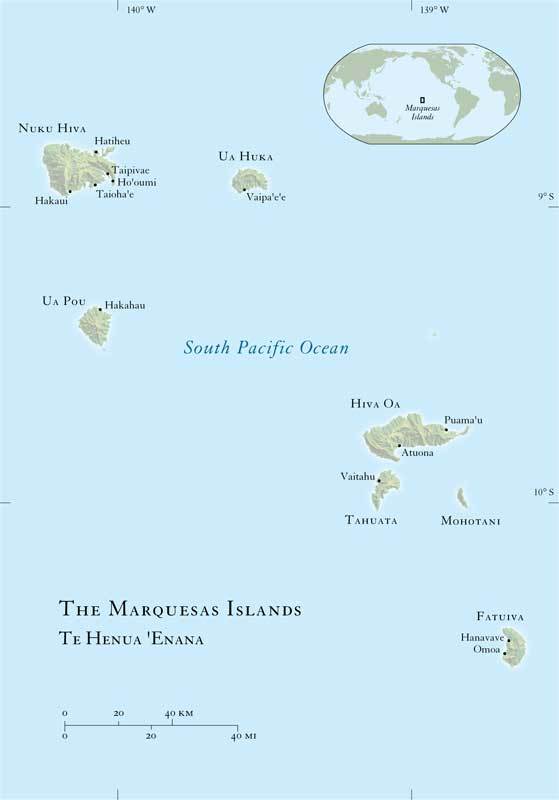 140° W
139° W
Marquesas
Islands
Nuku Hiva
Hatiheu
Taipivae
Ho'oumi
Taioha'e
Hakaui
Ua Huka
Vaipa'e'e
9° S
Ua Pou
Hakahau
South Pacific Ocean
Hiva Oa
Puama'u
Atuona
Vaitahu
10° S
Tahuata
Mohotani
The Marquesas Islands
Te Henua 'Enana
Fatuiva
Hanavave
Omoa
0 20 40 KM
0 20 40 MI